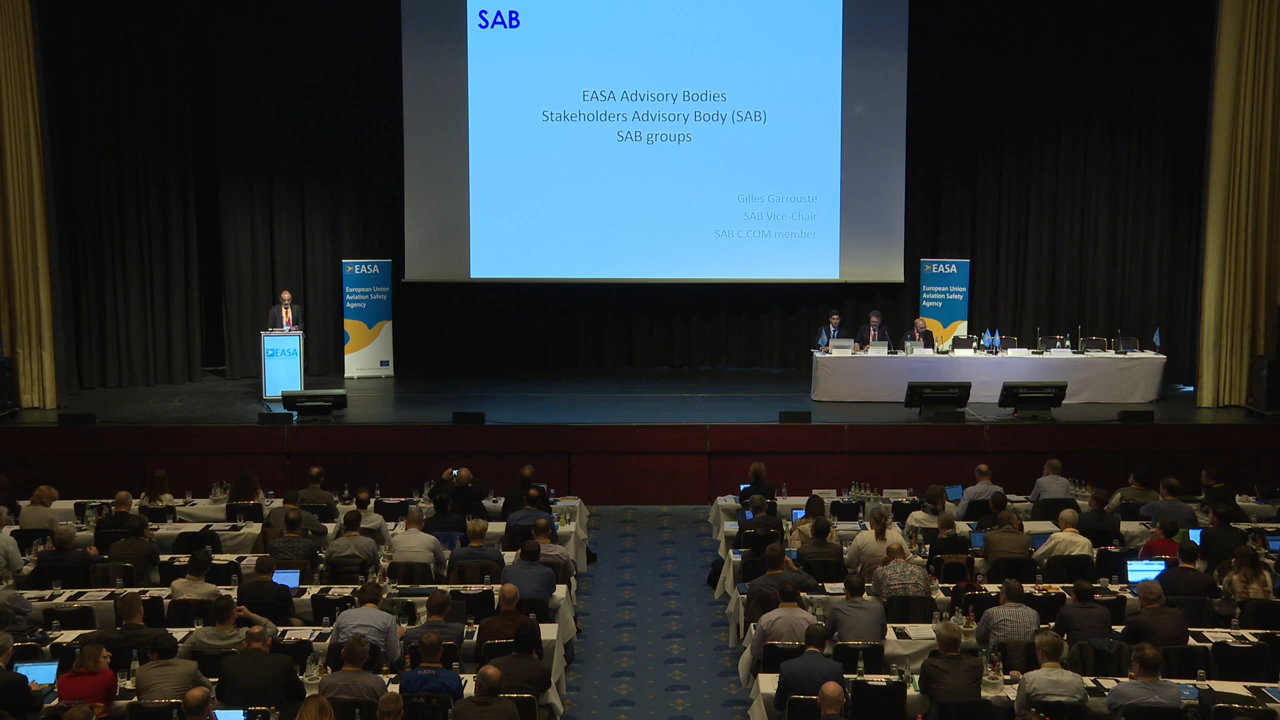 SAB
EASA Advisory Bodies
Stakeholders Advisory Body (SAB)
SAB groups
Gilles Garrouste
SAB Vice-Chair
SAB C.COM member
EASA
European Union
Aviation Safety
Agency
EASA
European Union
Aviation Safety
Agency
EASA